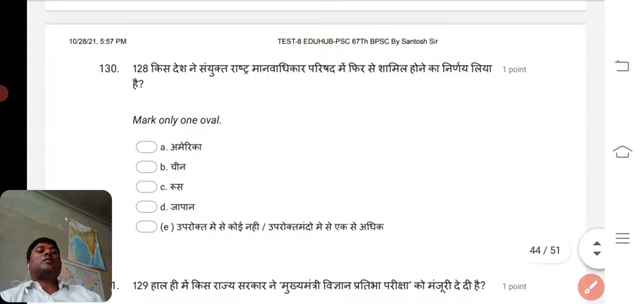 10/28/21, 5:57 PM TEST-8 EDUHUB-PSC 67Th BPSC By Santosh Sir
130. 128 किस देश ने संयुक्त राष्ट्र मानवाधिकार परिषद में फिर से शामिल होने का निर्णय लिया 1 point
है?
Mark only one oval.
a. अमेरिका
b. चीन
c. रूस
d. जापान
(e ) उपरोक्त मे से कोई नही / उपरोक्तमंदो मे से एक से अधिक
44 / 51
1. 129 हाल ही में किस राज्य सरकार ने 'मुख्यमंत्री विज्ञान प्रतिभा परीक्षा' को मंजूरी दे दी है? 1 point